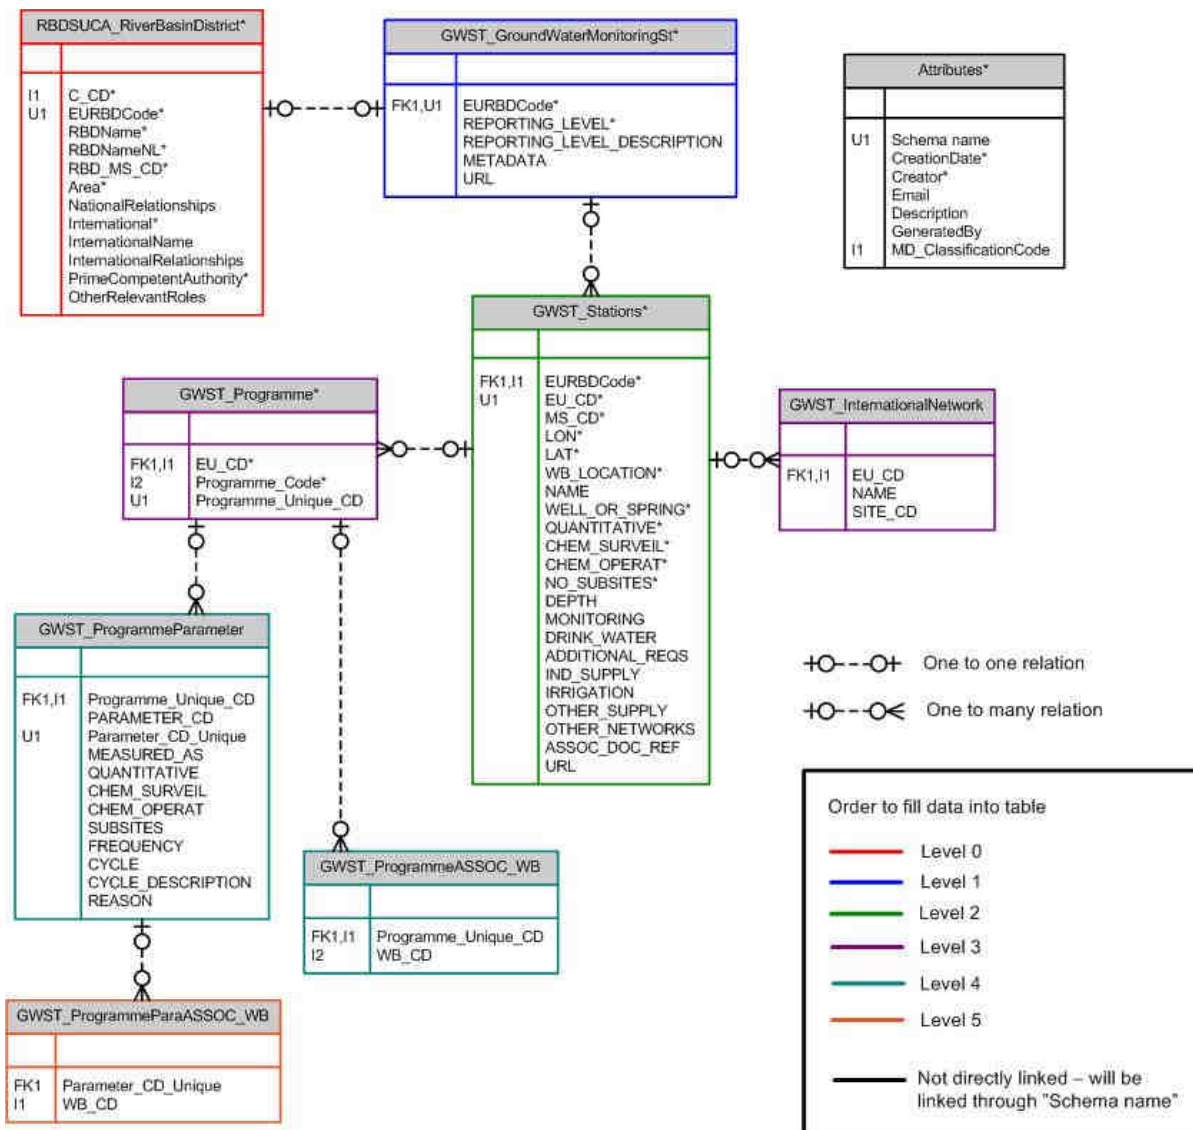 RBDSUCA_RiverBasinDistrict*
I1 C_CD*
U1 EURBDCode*
RBDName*
RBDNameNL*
RBD_MS_CD*
Area*
NationalRelationships
International*
InternationalName
InternationalRelationships
PrimeCompetentAuthority*
OtherRelevantRoles
GWST_GroundWaterMonitoringSt*
FK1,U1 EURBDCode*
REPORTING_LEVEL*
REPORTING_LEVEL_DESCRIPTION
METADATA
URL
Attributes*
U1 Schema name
CreationDate*
Creator*
Email
Description
GeneratedBy
I1 MD_ClassificationCode
GWST_Stations*
FK1,I1 EURBDCode*
U1 EU_CD*
MS_CD*
LON*
LAT*
WB_LOCATION*
NAME
WELL_OR_SPRING*
QUANTITATIVE*
CHEM_SURVEIL*
CHEM_OPERAT*
NO_SUBSITES*
DEPTH
MONITORING
DRINK_WATER
ADDITIONAL_REQS
IND_SUPPLY
IRRIGATION
OTHER_SUPPLY
OTHER_NETWORKS
ASSOC_DOC_REF
URL
GWST_Programme*
FK1,I1 EU_CD*
I2 Programme_Code*
U1 Programme_Unique_CD
GWST_InternationalNetwork
FK1,I1 EU_CD
NAME
SITE_CD
GWST_ProgrammeParameter
FK1,I1 Programme_Unique_CD
PARAMETER_CD
U1 Parameter_CD_Unique
MEASURED_AS
QUANTITATIVE
CHEM_SURVEIL
CHEM_OPERAT
SUBSITES
FREQUENCY
CYCLE
CYCLE_DESCRIPTION
REASON
GWST_ProgrammeASSOC_WB
FK1,I1 Programme_Unique_CD
I2 WB_CD
GWST_ProgrammeParaASSOC_WB
FK1 Parameter_CD_Unique
I1 WB_CD
One to one relation
One to many relation
Order to fill data into table
Level 0
Level 1
Level 2
Level 3
Level 4
Level 5
Not directly linked – will be
linked through "Schema name"